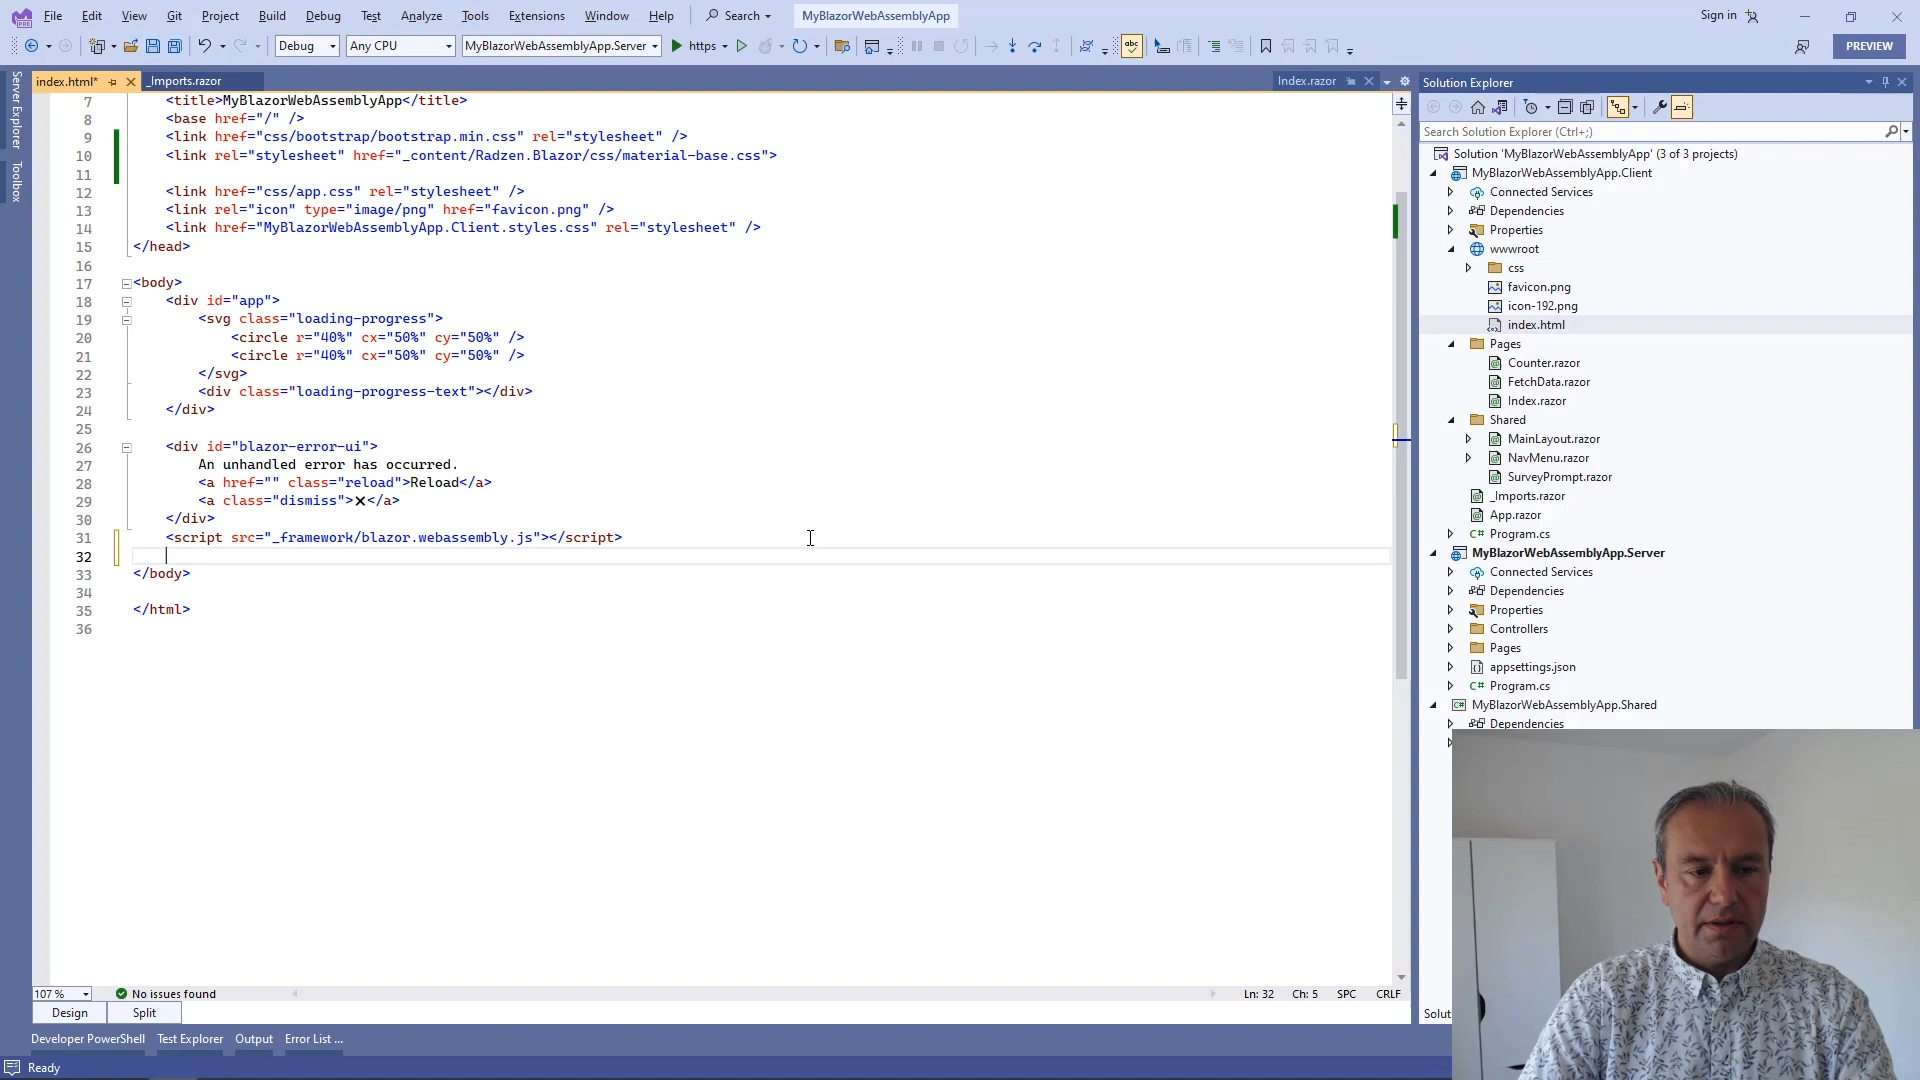 File Edit View Git Project Build Debug Test Analyze Tools Extensions Window Help Search MyBlazorWebAssemblyApp Sign in
Debug Any CPU MyBlazorWebAssemblyApp.Server https PREVIEW
Server Explorer
Toolbox
index.html* _Imports.razor Index.razor
7 <title>MyBlazorWebAssemblyApp</title>
8 <base href="/" />
9 <link href="css/bootstrap/bootstrap.min.css" rel="stylesheet" />
10 <link rel="stylesheet" href="_content/Radzen.Blazor/css/material-base.css">
11
12 <link href="css/app.css" rel="stylesheet" />
13 <link rel="icon" type="image/png" href="favicon.png" />
14 <link href="MyBlazorWebAssemblyApp.Client.styles.css" rel="stylesheet" />
15 </head>
16
17 <body>
18 <div id="app">
19 <svg class="loading-progress">
20 <circle r="40%" cx="50%" cy="50%" />
21 <circle r="40%" cx="50%" cy="50%" />
22 </svg>
23 <div class="loading-progress-text"></div>
24 </div>
25
26 <div id="blazor-error-ui">
27 An unhandled error has occurred.
28 <a href="" class="reload">Reload</a>
29 <a class="dismiss">🗙</a>
30 </div>
31 <script src="_framework/blazor.webassembly.js"></script>
32
33 </body>
34
35 </html>
36
107 % No issues found Ln: 32 Ch: 5 SPC CRLF
Design Split
Developer PowerShell Test Explorer Output Error List ...
Ready
Solution Explorer
Search Solution Explorer (Ctrl+;)
Solution 'MyBlazorWebAssemblyApp' (3 of 3 projects)
MyBlazorWebAssemblyApp.Client
Connected Services
Dependencies
Properties
wwwroot
css
favicon.png
icon-192.png
index.html
Pages
Counter.razor
FetchData.razor
Index.razor
Shared
MainLayout.razor
NavMenu.razor
SurveyPrompt.razor
_Imports.razor
App.razor
C# Program.cs
MyBlazorWebAssemblyApp.Server
Connected Services
Dependencies
Properties
Controllers
Pages
appsettings.json
C# Program.cs
C# MyBlazorWebAssemblyApp.Shared
Dependencies
Solut